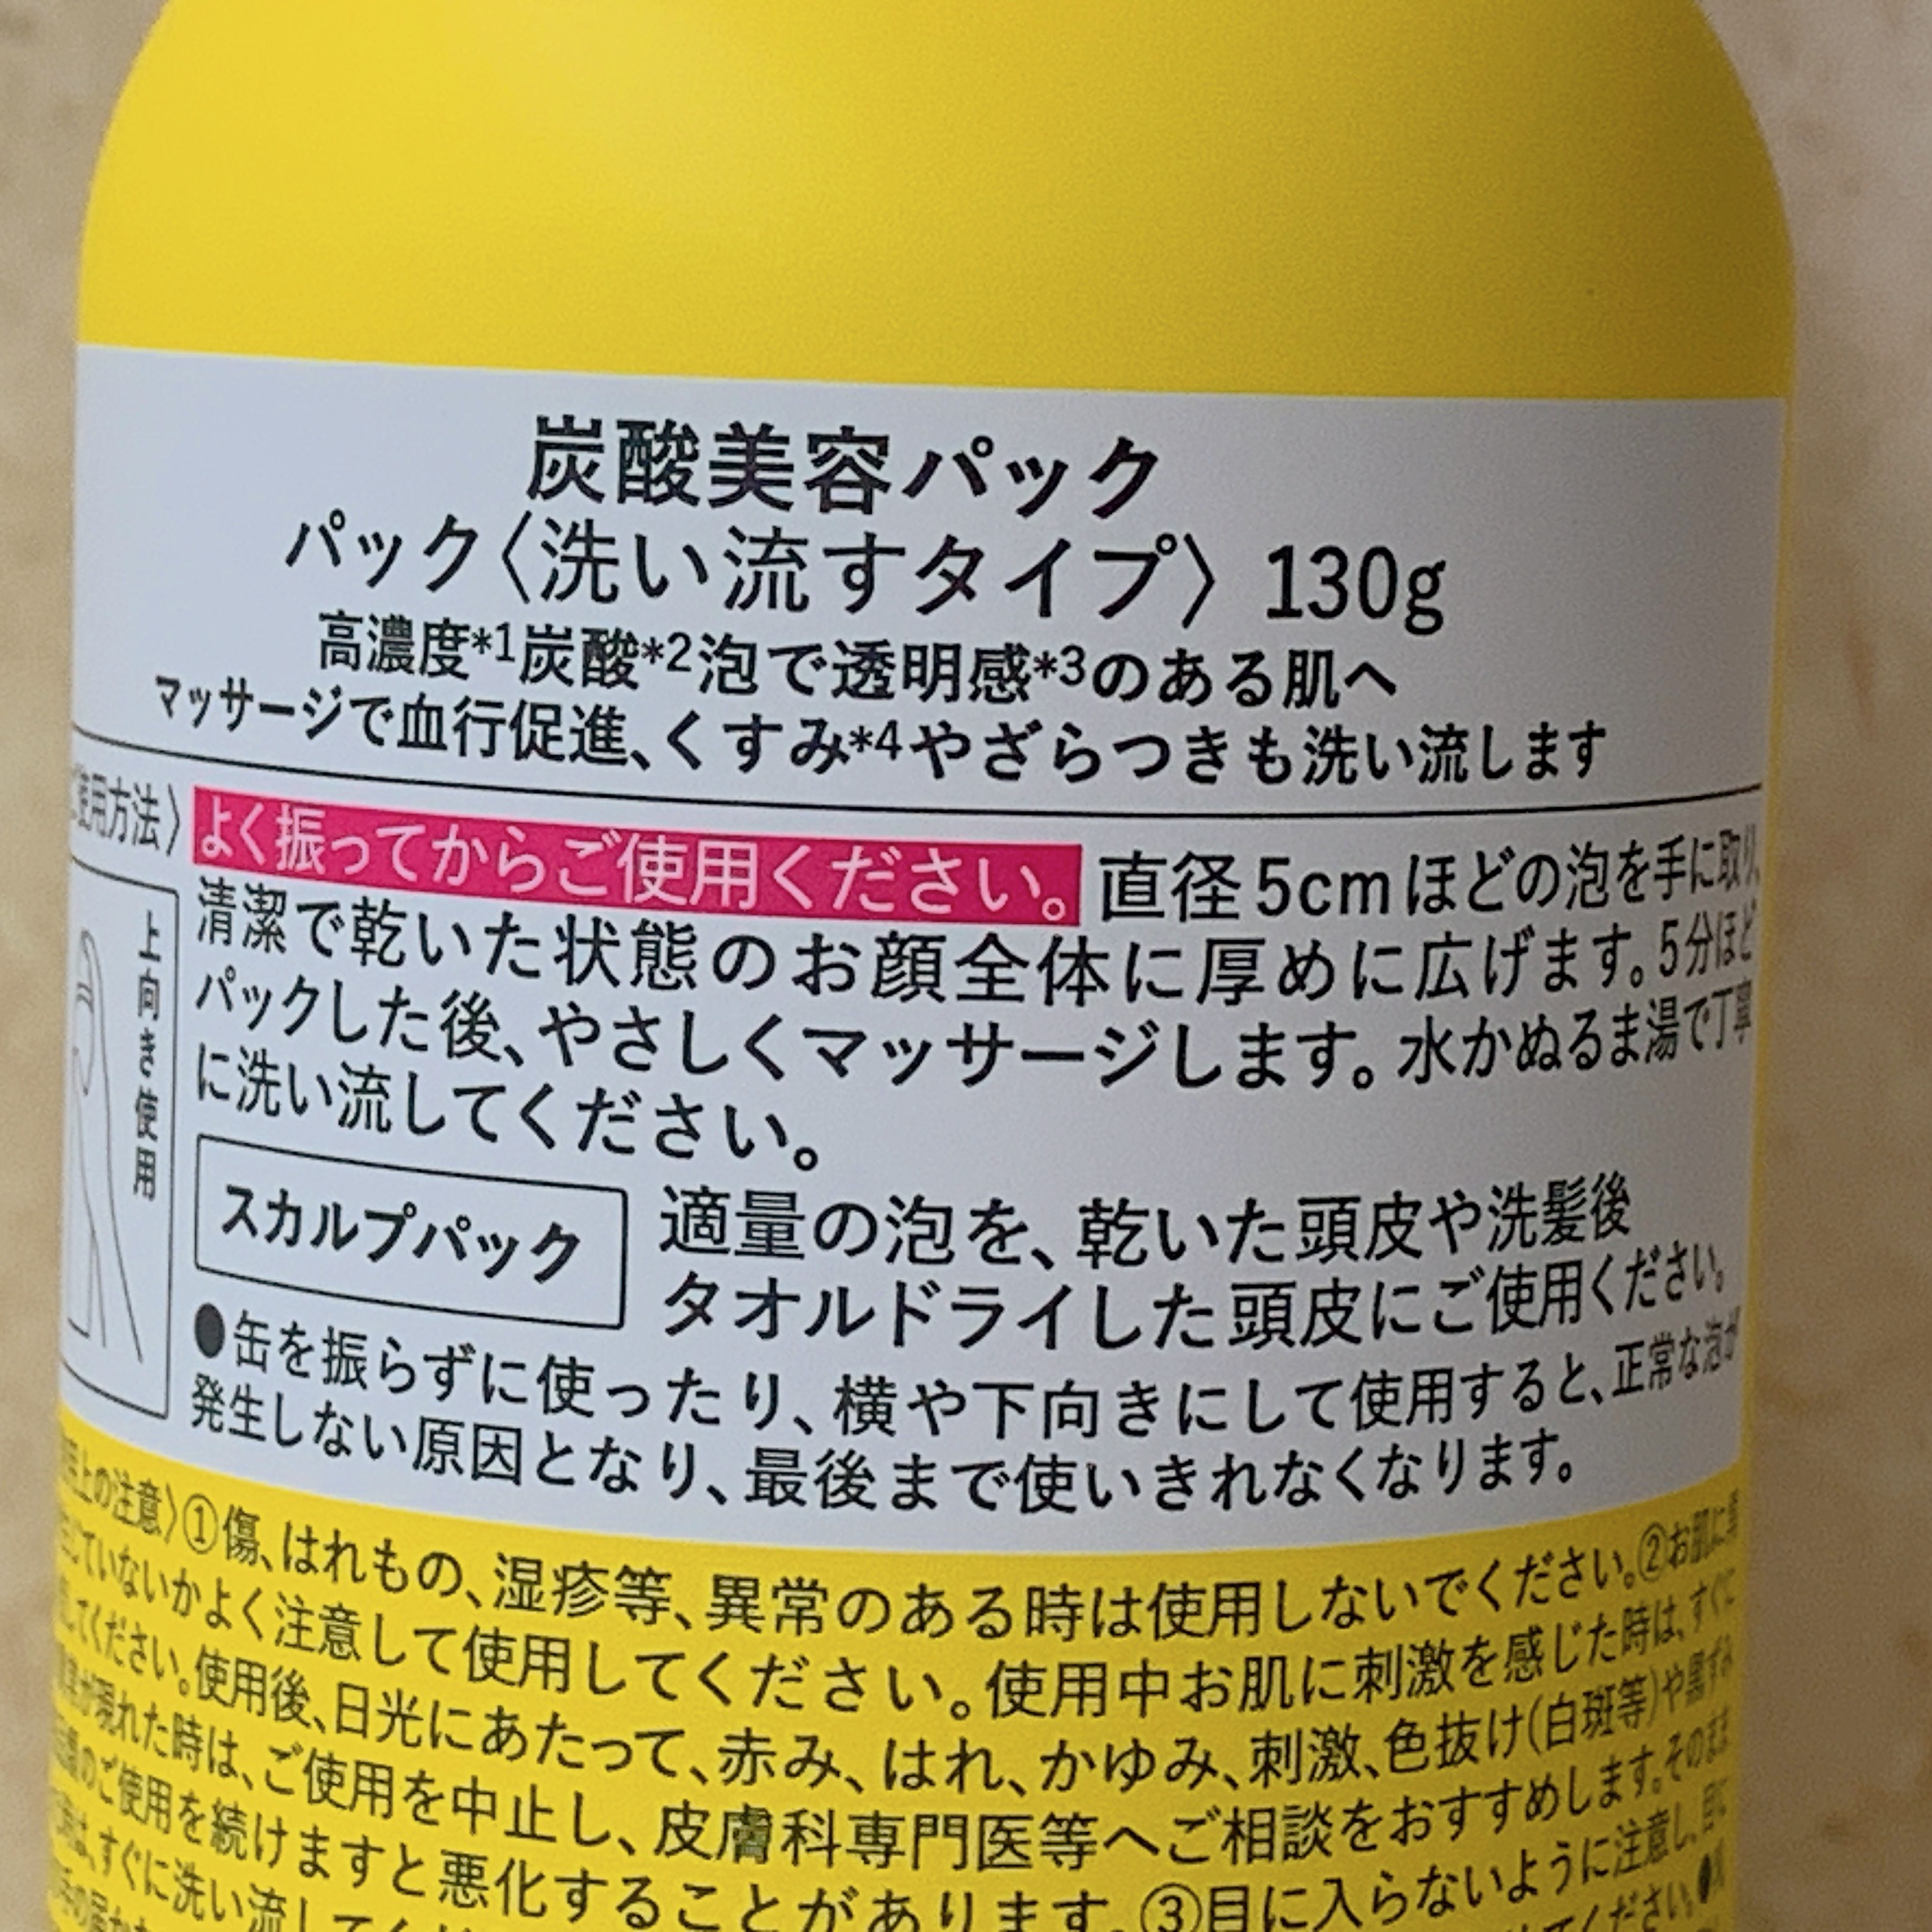 炭酸美容パック
パック〈洗い流すタイプ〉130g
高濃度*1炭酸*2泡で透明感*3のある肌へ
マッサージで血行促進、くすみ*4やざらつきも洗い流します
使用方法〉よく振ってからご使用ください。直径5cmほどの泡を手に取り、
清潔で乾いた状態のお顔全体に厚めに広げます。5分ほど
パックした後、やさしくマッサージします。水かぬるま湯で丁寧
に洗い流してください。
上向き使用
スカルプパック
適量の泡を、乾いた頭皮や洗髪後
タオルドライした頭皮にご使用ください。
●缶を振らずに使ったり、横や下向きにして使用すると、正常な泡が
発生しない原因となり、最後まで使いきれなくなります。
上の注意〉①傷、はれもの、湿疹等、異常のある時は使用しないでください。②お肌に
じていないかよく注意して使用してください。使用中お肌に刺激を感じた時は、すぐに
してください。使用後、日光にあたって、赤み、はれ、かゆみ、刺激、色抜け(白斑等)や黒ずみ
が現れた時は、ご使用を中止し、皮膚科専門医等へご相談をおすすめします。そのまま
のご使用を続けますと悪化することがあります。③目に入らないように注意し、
は、すぐに洗い流してく
ください。●